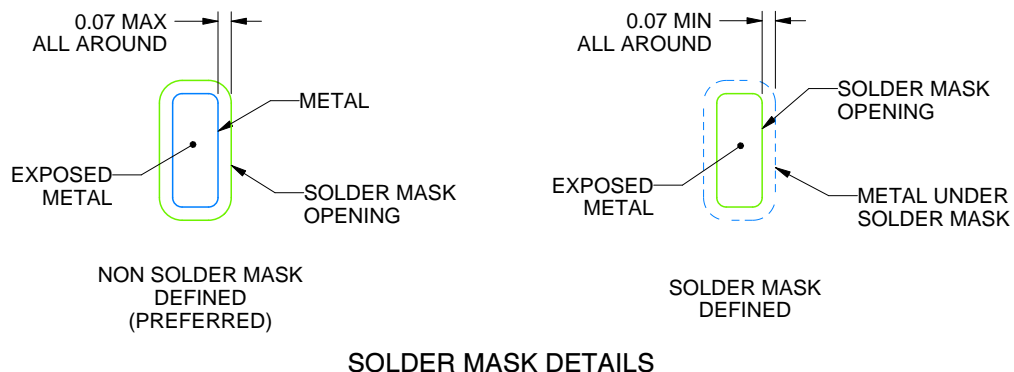 0.07 MAX
ALL AROUND
METAL
EXPOSED
METAL
SOLDER MASK
OPENING
NON SOLDER MASK
DEFINED
(PREFERRED)
0.07 MIN
ALL AROUND
SOLDER MASK
OPENING
EXPOSED
METAL
METAL UNDER
SOLDER MASK
SOLDER MASK
DEFINED
SOLDER MASK DETAILS